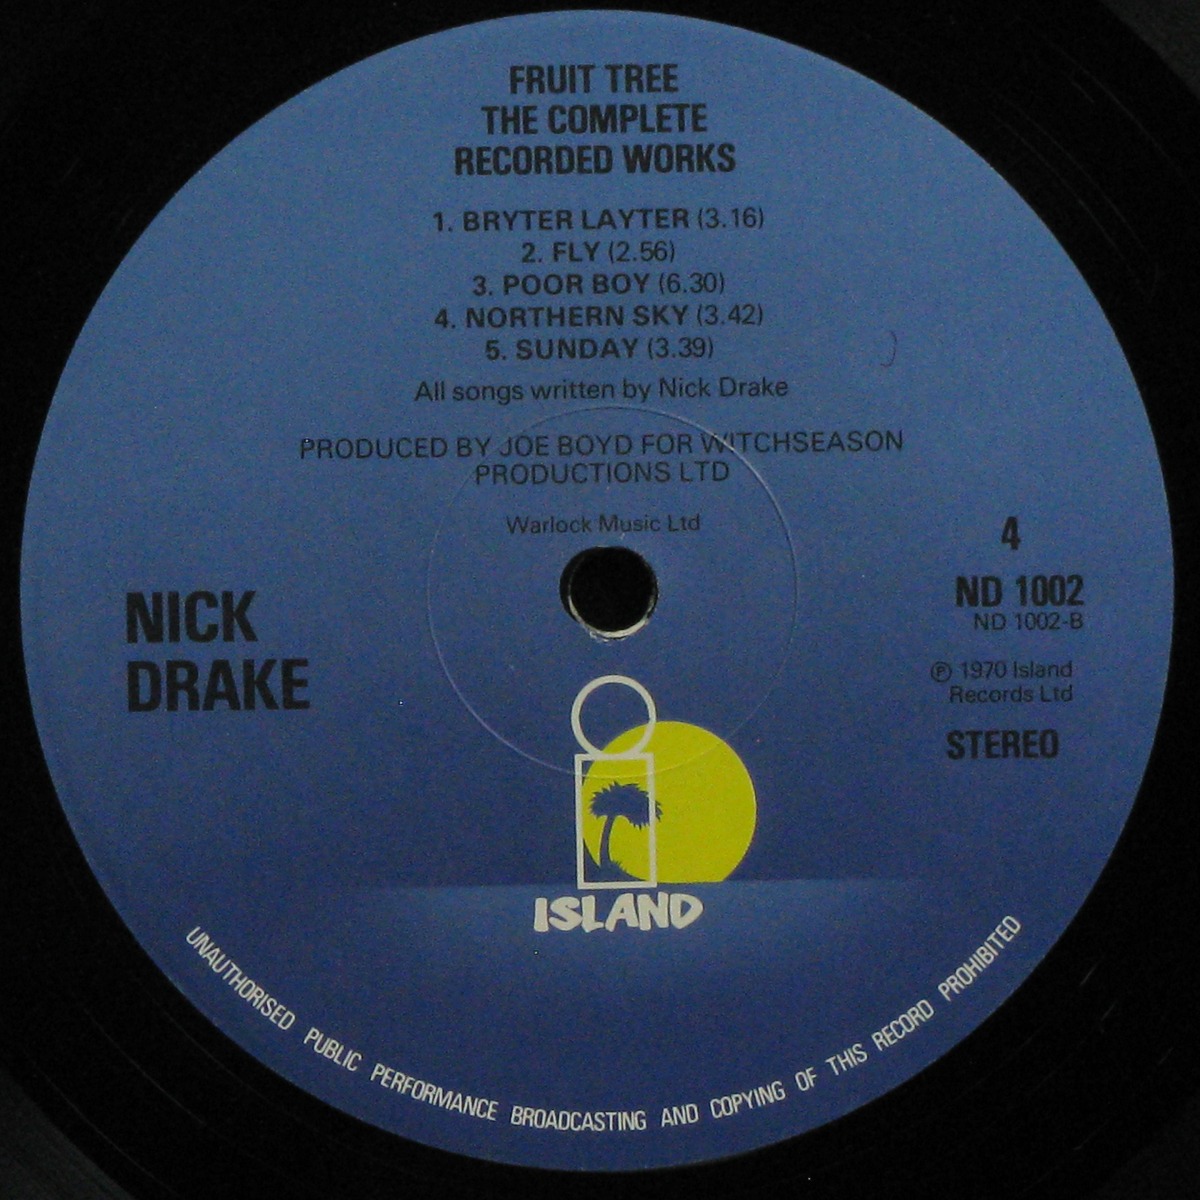 FRUIT TREE
THE COMPLETE
RECORDED WORKS
1. BRYTER LAYTER (3.16)
2. FLY (2.56)
3. POOR BOY (6.30)
4. NORTHERN SKY (3.42)
5. SUNDAY (3.39)
All songs written by Nick Drake
PRODUCED BY JOE BOYD FOR WITCHSEASON
PRODUCTIONS LTD
Warlock Music Ltd
NICK
DRAKE
4
ND 1002
ND 1002-B
℗ 1970 Island
Records Ltd
STEREO
ISLAND
UNAUTHORISED PUBLIC PERFORMANCE BROADCASTING AND COPYING OF THIS RECORD PROHIBITED